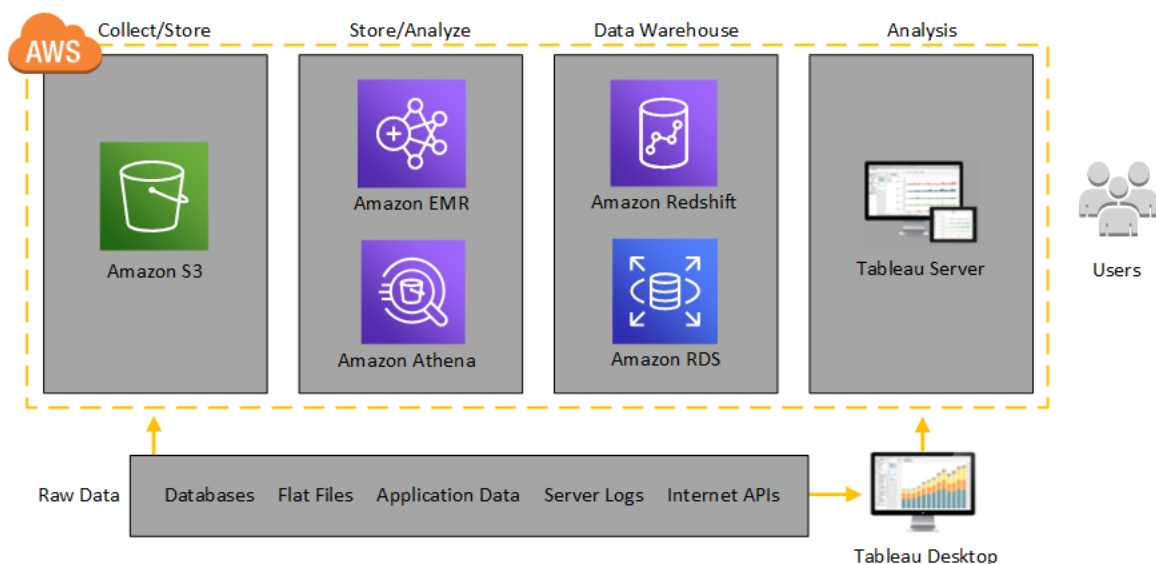 Collect/Store
Store/Analyze
Data Warehouse
Analysis
AWS
Amazon S3
Amazon EMR
Amazon Athena
Amazon Redshift
Amazon RDS
Tableau Server
Users
Raw Data
Databases
Flat Files
Application Data
Server Logs
Internet APIs
Tableau Desktop